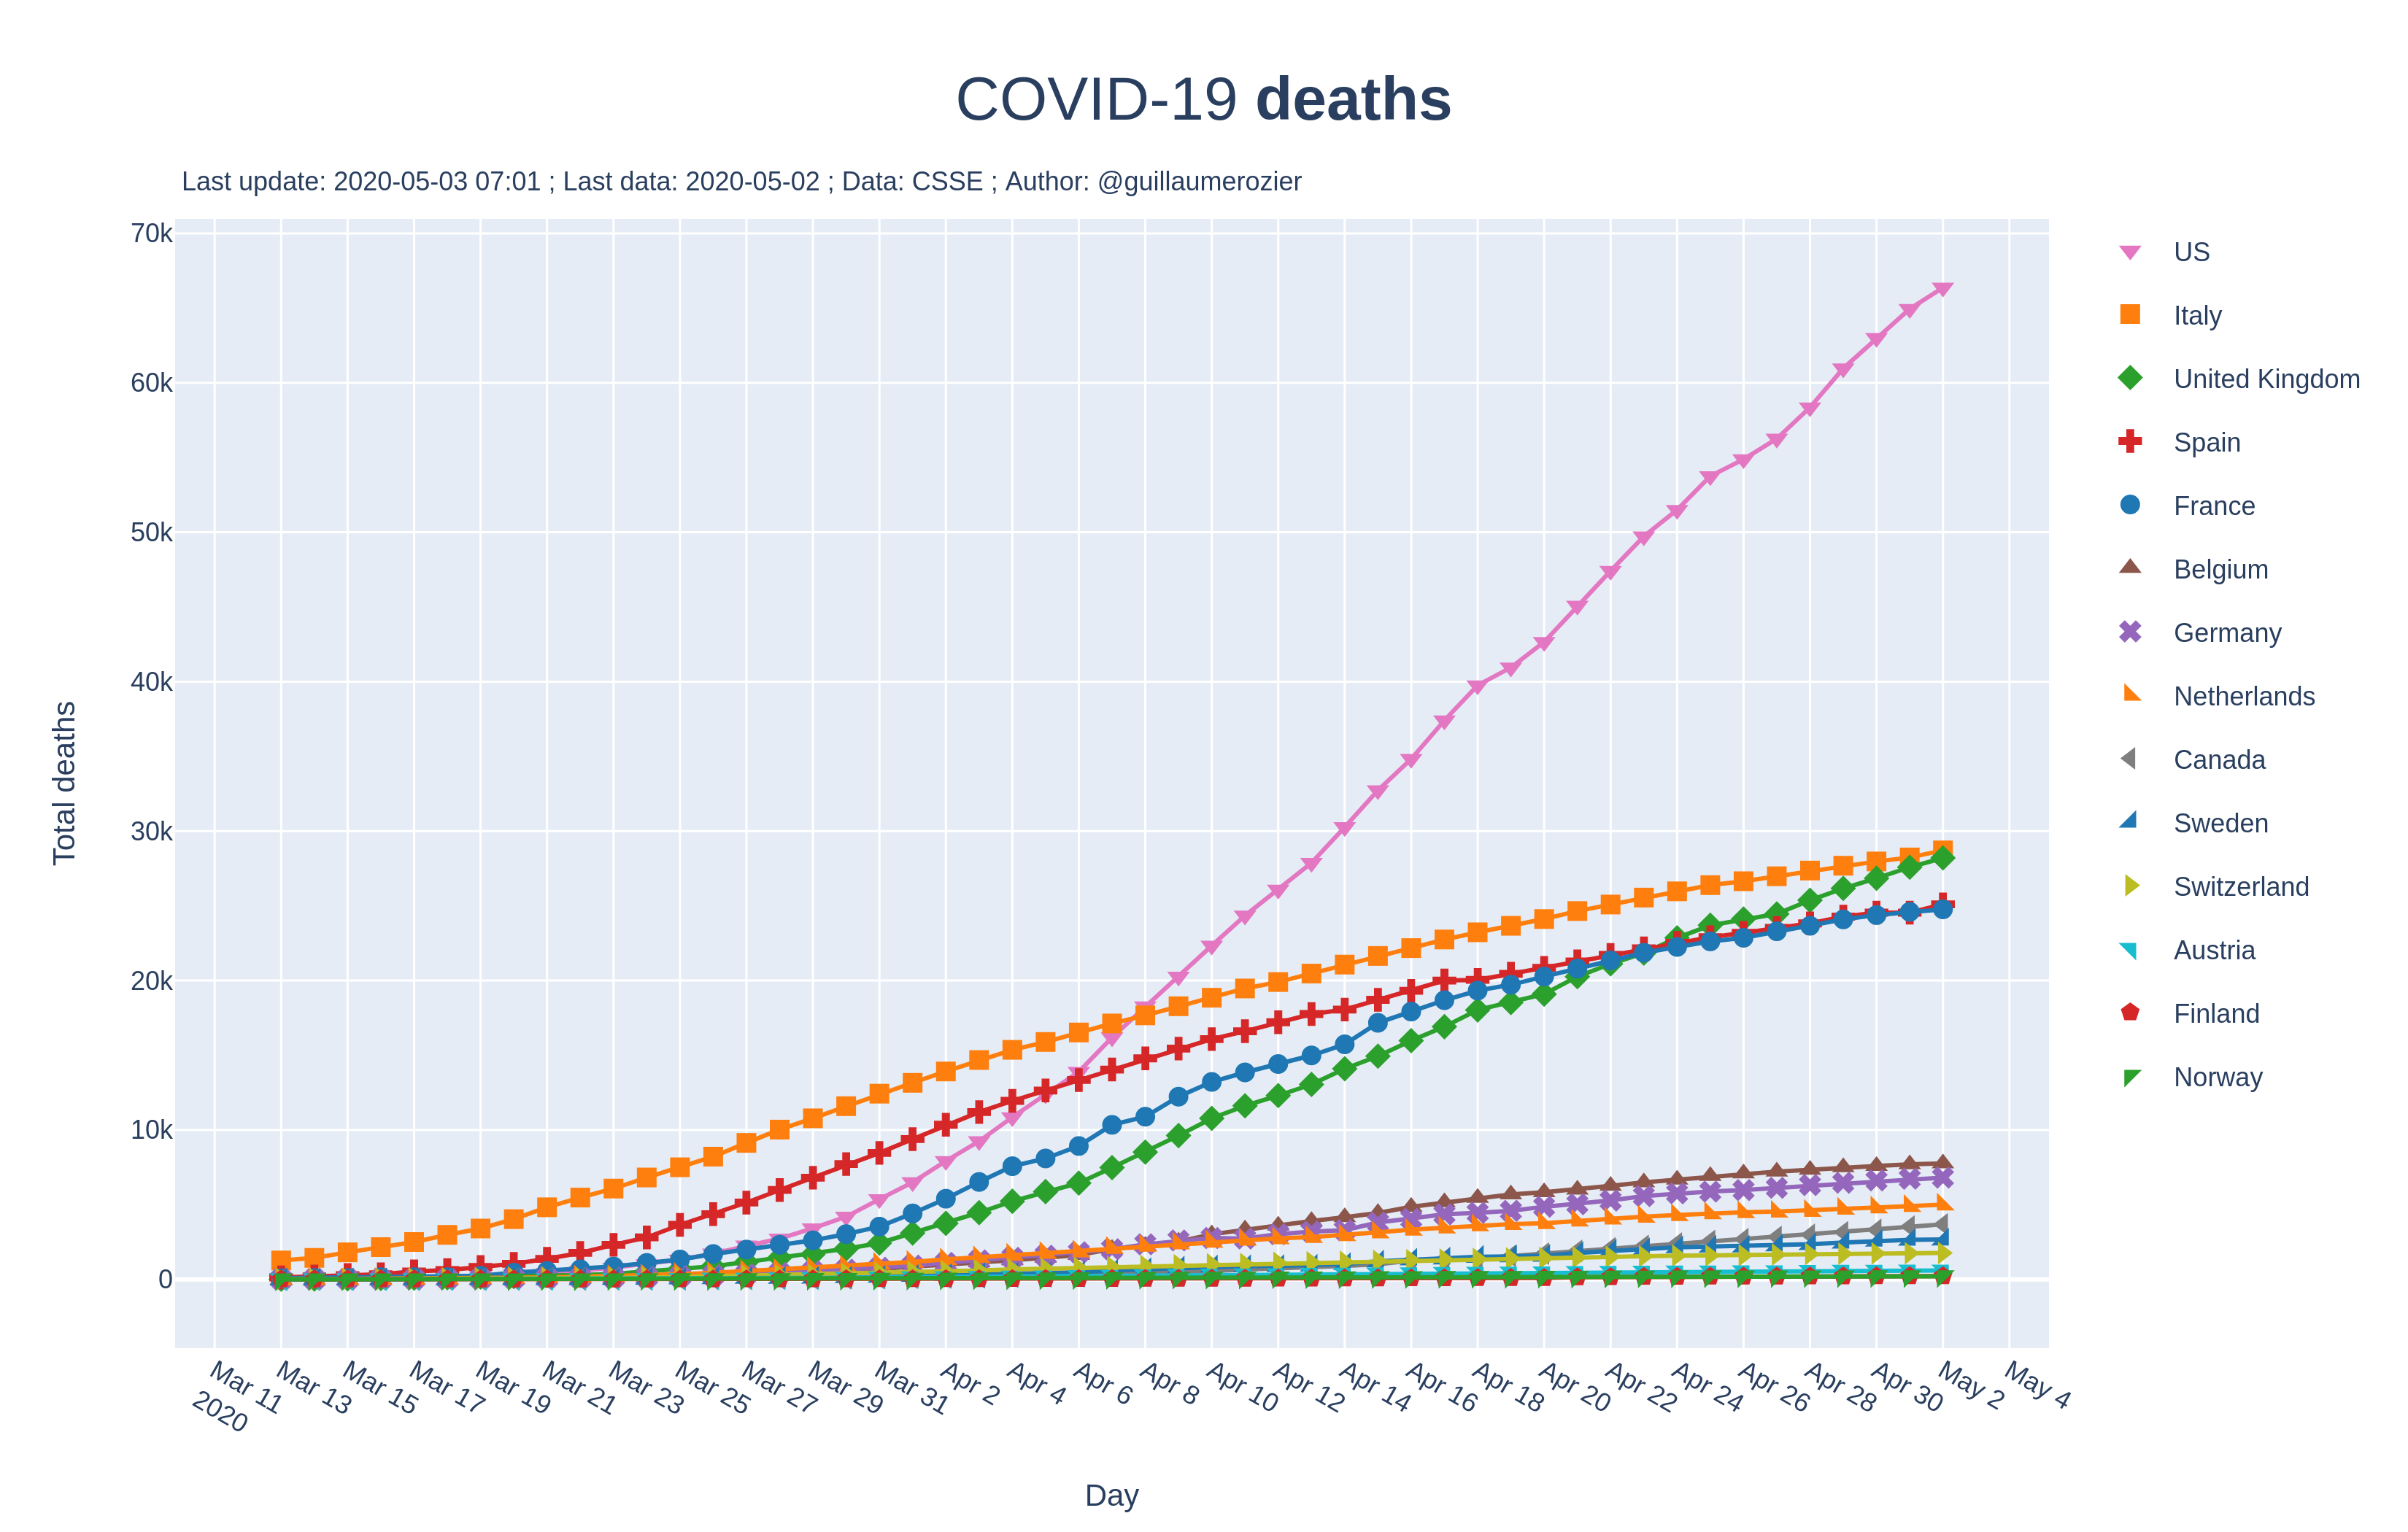 COVID-19 deaths
Last update: 2020-05-03 07:01 ; Last data: 2020-05-02 ; Data: CSSE ; Author: @guillaumerozier
70k
60k
50k
40k
30k
20k
10k
0
Total deaths
Mar 11
2020
Mar 13
Mar 15
Mar 17
Mar 19
Mar 21
Mar 23
Mar 25
Mar 27
Mar 29
Mar 31
Apr 2
Apr 4
Apr 6
Apr 8
Apr 10
Apr 12
Apr 14
Apr 16
Apr 18
Apr 20
Apr 22
Apr 24
Apr 26
Apr 28
Apr 30
May 2
May 4
Day
US
Italy
United Kingdom
Spain
France
Belgium
Germany
Netherlands
Canada
Sweden
Switzerland
Austria
Finland
Norway